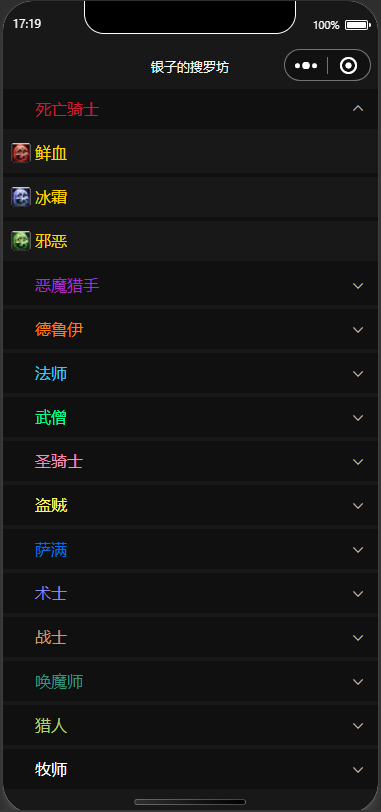 17:19
100%
银子的搜罗坊
死亡骑士
鲜血
冰霜
邪恶
恶魔猎手
德鲁伊
法师
武僧
圣骑士
盗贼
萨满
术士
战士
唤魔师
猎人
牧师